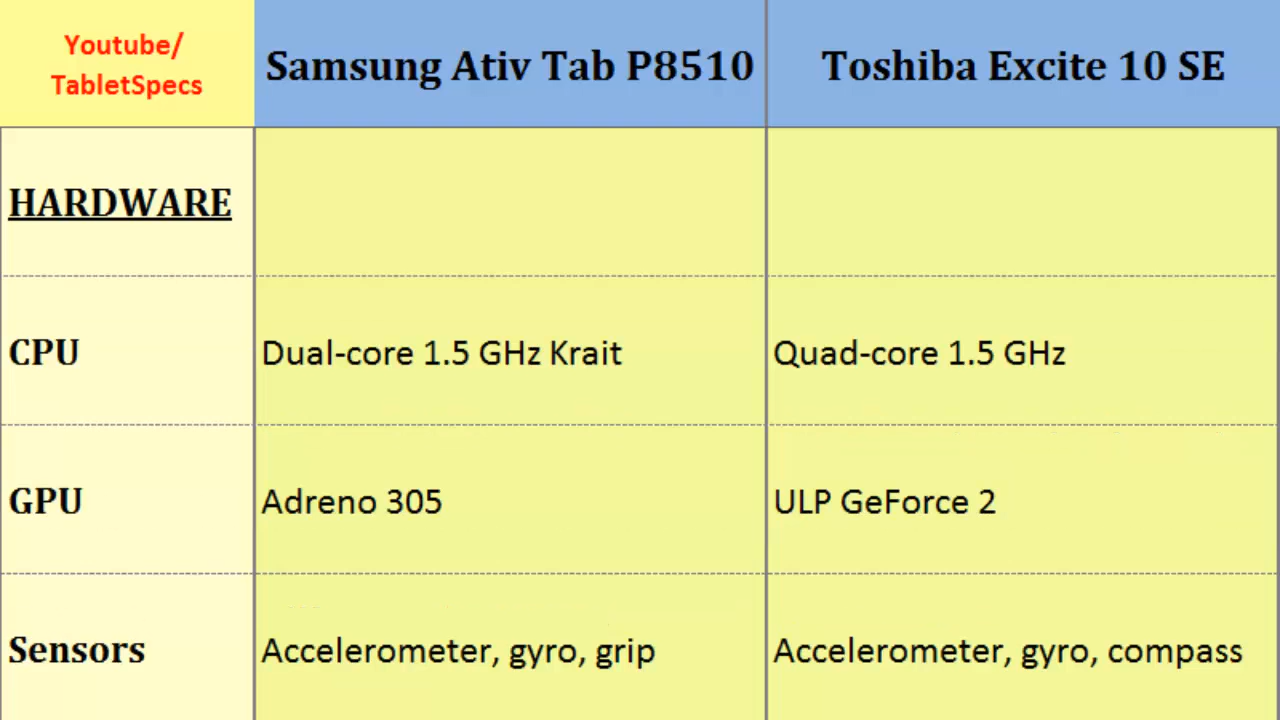 Youtube/
TabletSpecs
Samsung Ativ Tab P8510
Toshiba Excite 10 SE
HARDWARE
CPU
Dual-core 1.5 GHz Krait
Quad-core 1.5 GHz
GPU
Adreno 305
ULP GeForce 2
Sensors
Accelerometer, gyro, grip
Accelerometer, gyro, compass